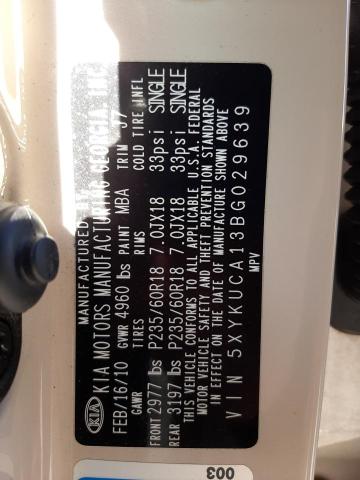 KIA
MANUFACTURED BY
KIA MOTORS MANUFACTURING GEORGIA, INC.
FEB/16/10 GVWR 4960 lbs PAINT MBA TRIM J7
GAWR TIRES RIMS COLD TIRE INFL
FRONT 2977 lbs P235/60R18 7.0JX18 33psi SINGLE
REAR 3197 lbs P235/60R18 7.0JX18 33psi SINGLE
THIS VEHICLE CONFORMS TO ALL APPLICABLE U.S.A. FEDERAL
MOTOR VEHICLE SAFETY AND THEFT PREVENTION STANDARDS
IN EFFECT ON THE DATE OF MANUFACTURE SHOWN ABOVE
VIN 5XYKUCA13BG029639
MPV
003